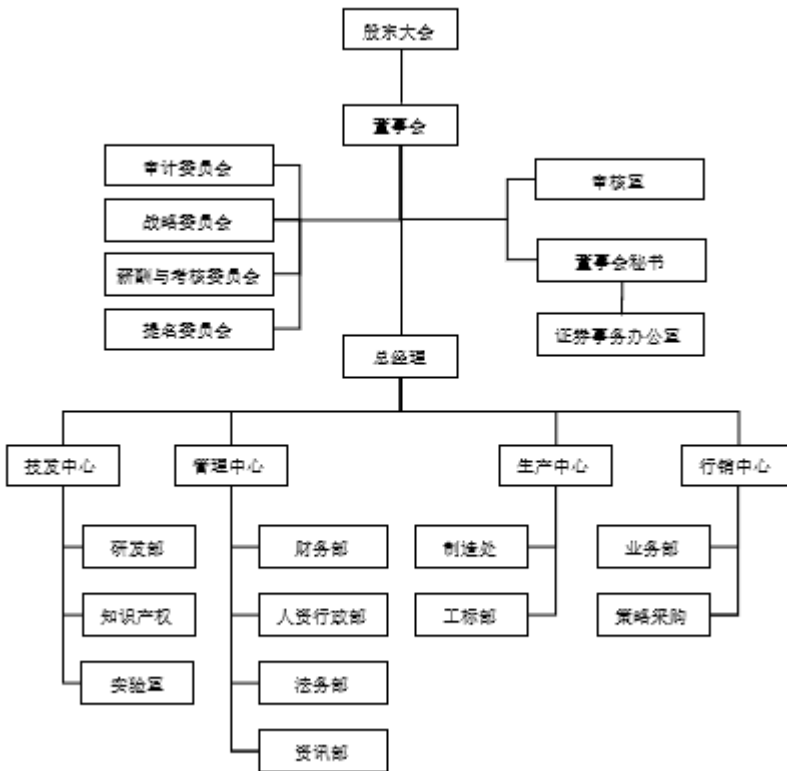 股东大会
董事会
审计委员会
审核室
战略委员会
董事会秘书
薪酬与考核委员会
提名委员会
证券事务办公室
总经理
技发中心
管理中心
生产中心
行销中心
研发部
财务部
制造处
业务部
知识产权
人资行政部
工标部
策略采购
实验室
法务部
资讯部